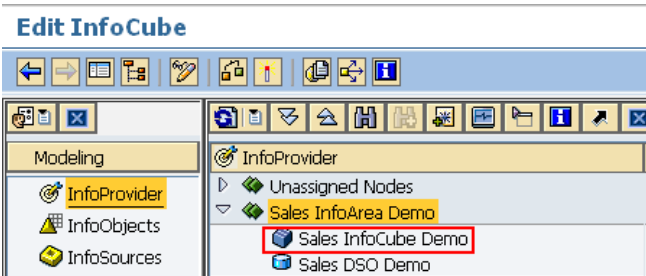 Edit InfoCube
Modeling
InfoProvider
InfoObjects
InfoSources
InfoProvider
Unassigned Nodes
Sales InfoArea Demo
Sales InfoCube Demo
Sales DSO Demo